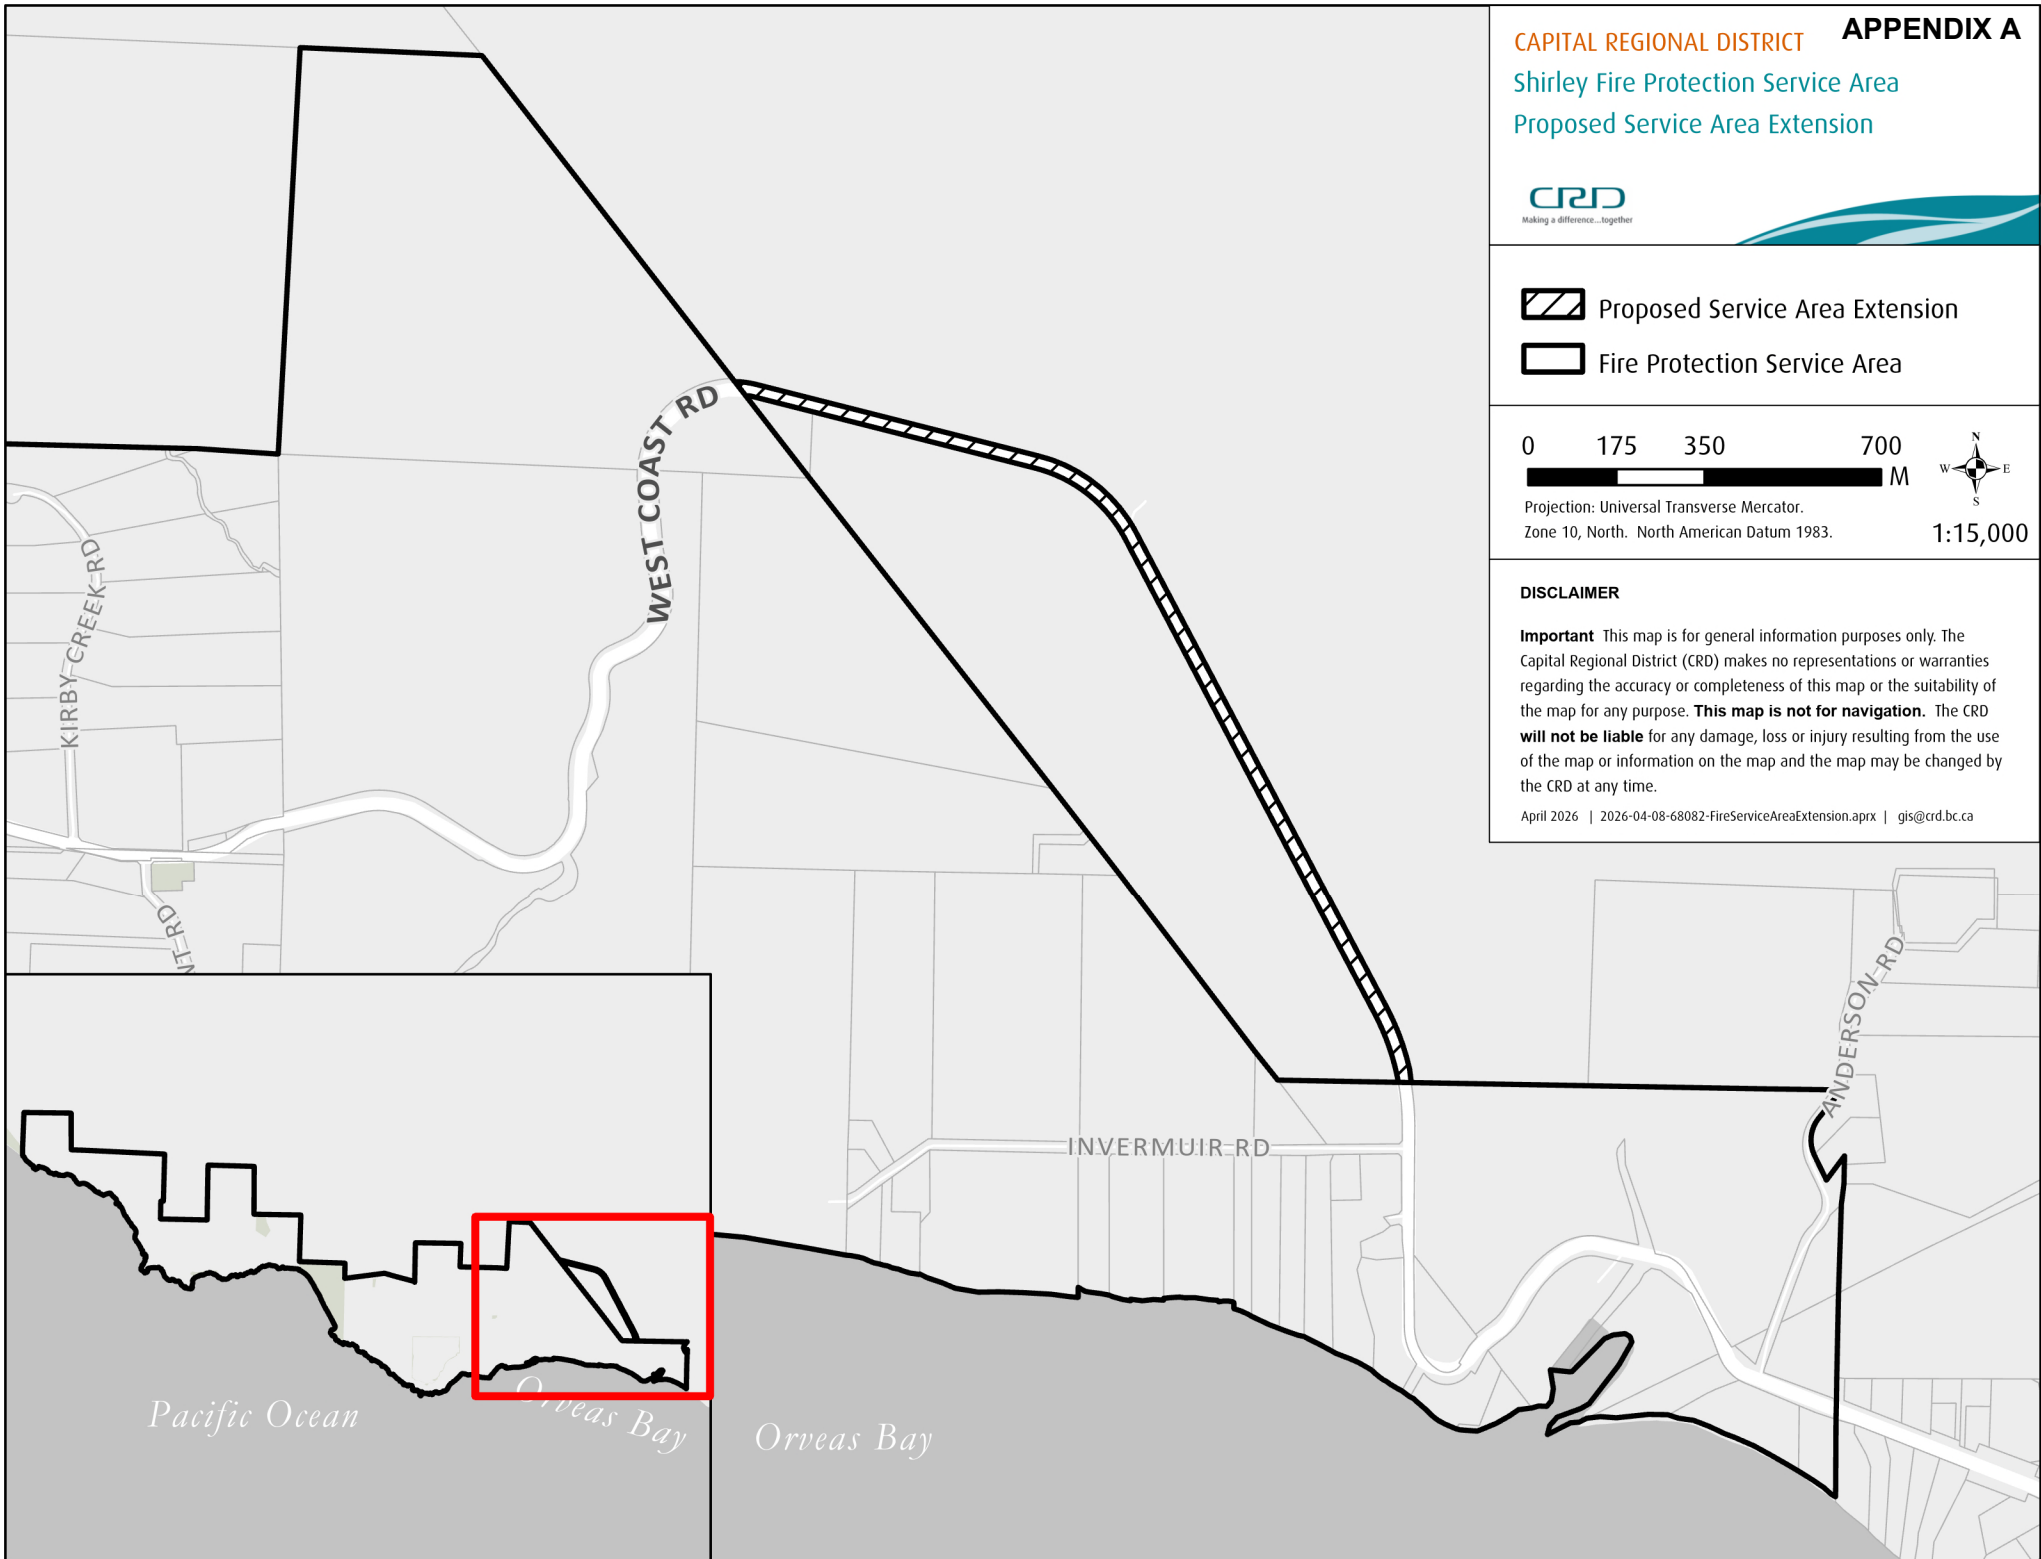 APPENDIX A
CAPITAL REGIONAL DISTRICT
Shirley Fire Protection Service Area
Proposed Service Area Extension
CRD
Making a difference...together
Proposed Service Area Extension
Fire Protection Service Area
0 175 350 700
M
N
W E
S
Projection: Universal Transverse Mercator.
Zone 10, North. North American Datum 1983.
1:15,000
DISCLAIMER
Important This map is for general information purposes only. The
Capital Regional District (CRD) makes no representations or warranties
regarding the accuracy or completeness of this map or the suitability of
the map for any purpose. This map is not for navigation. The CRD
will not be liable for any damage, loss or injury resulting from the use
of the map or information on the map and the map may be changed by
the CRD at any time.
April 2026 | 2026-04-08-68082-FireServiceAreaExtension.aprx | gis@crd.bc.ca
WEST COAST RD
KIRBY CREEK RD
RD
ANDERSON RD
INVERMUIR RD
Pacific Ocean
Orveas Bay
Orveas Bay